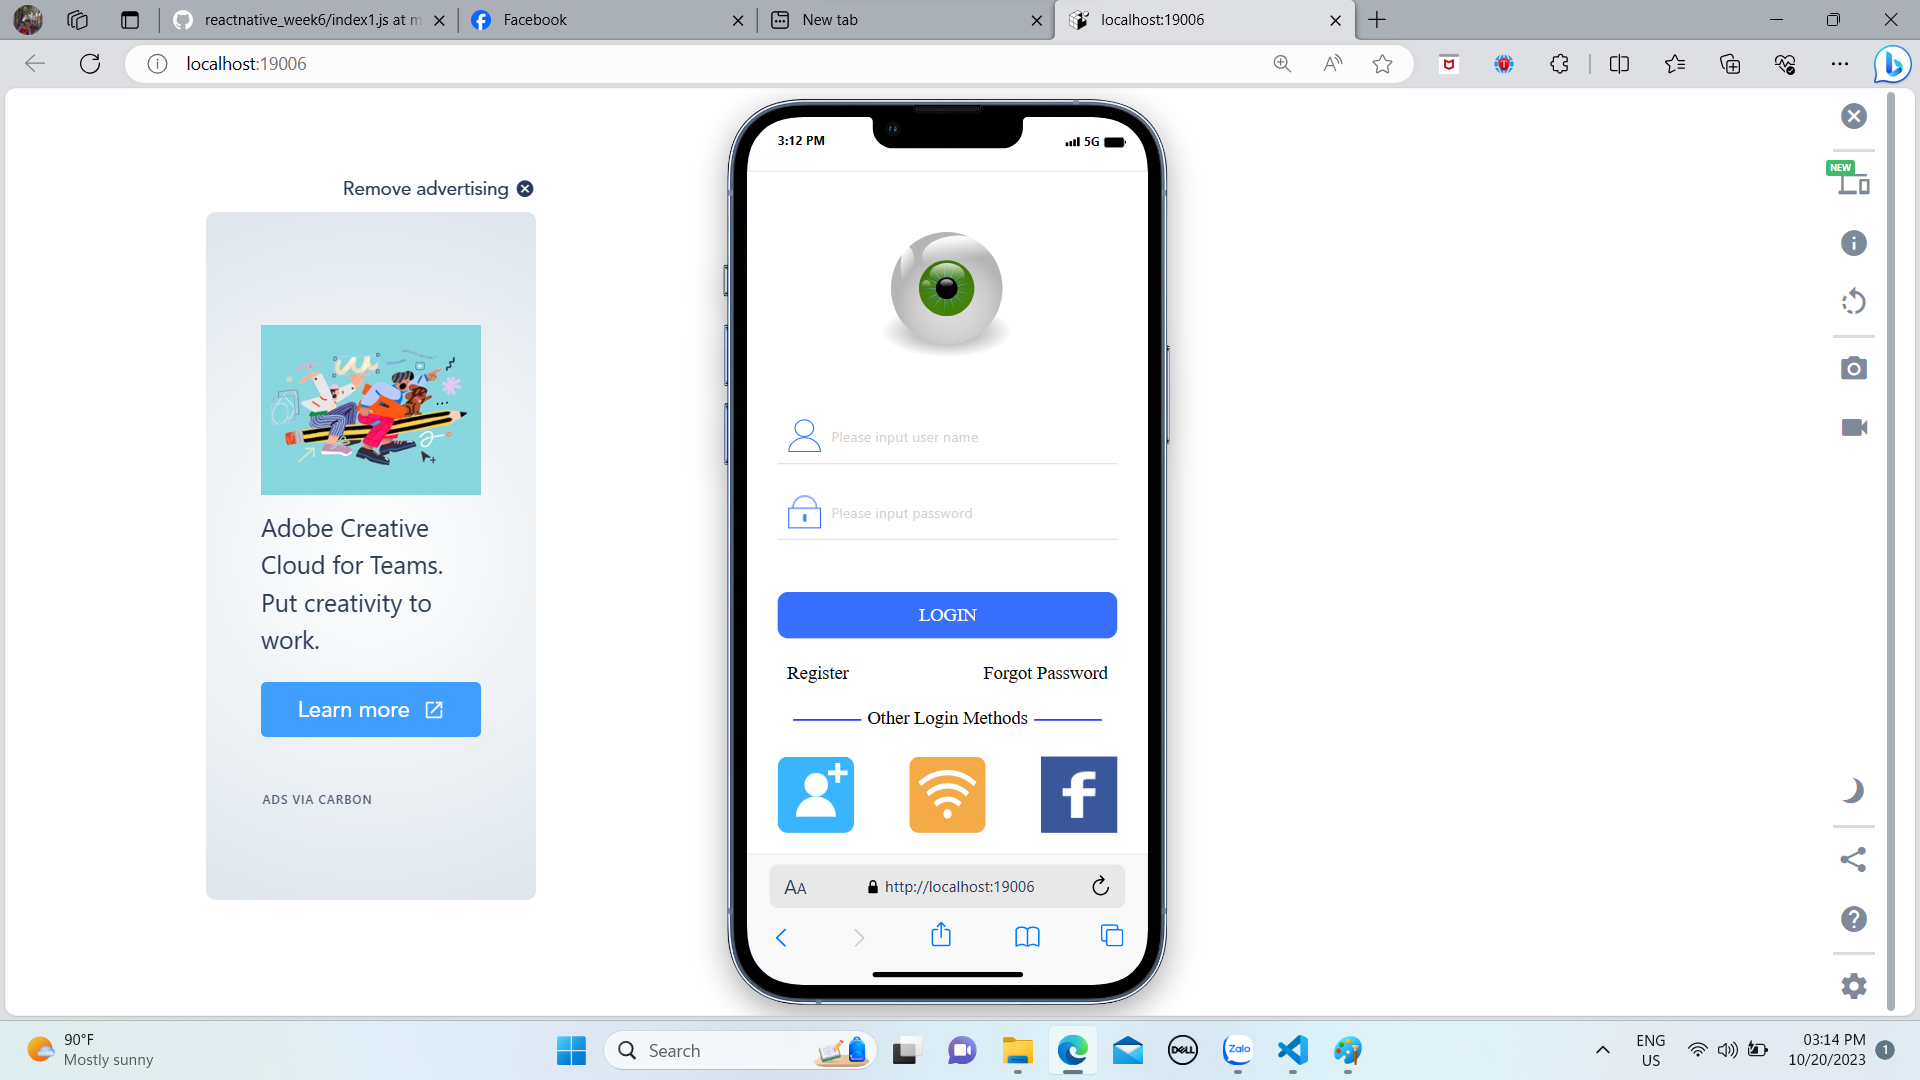 reactnative_week6/index1.js at m
Facebook
New tab
localhost:19006
localhost:19006
Remove advertising
Adobe Creative
Cloud for Teams.
Put creativity to
work.
Learn more
ADS VIA CARBON
3:12 PM
5G
Please input user name
Please input password
LOGIN
Register
Forgot Password
Other Login Methods
AA
http://localhost:19006
NEW
90°F
Mostly sunny
Search
DELL
Zalo
ENG
US
03:14 PM
10/20/2023
1